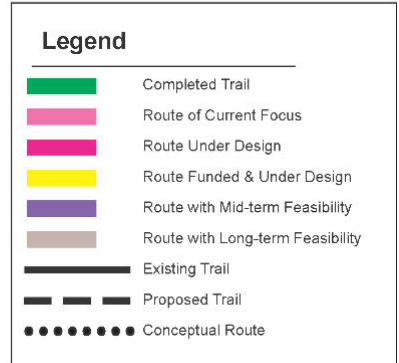 Legend
Completed Trail
Route of Current Focus
Route Under Design
Route Funded & Under Design
Route with Mid-term Feasibility
Route with Long-term Feasibility
Existing Trail
Proposed Trail
Conceptual Route